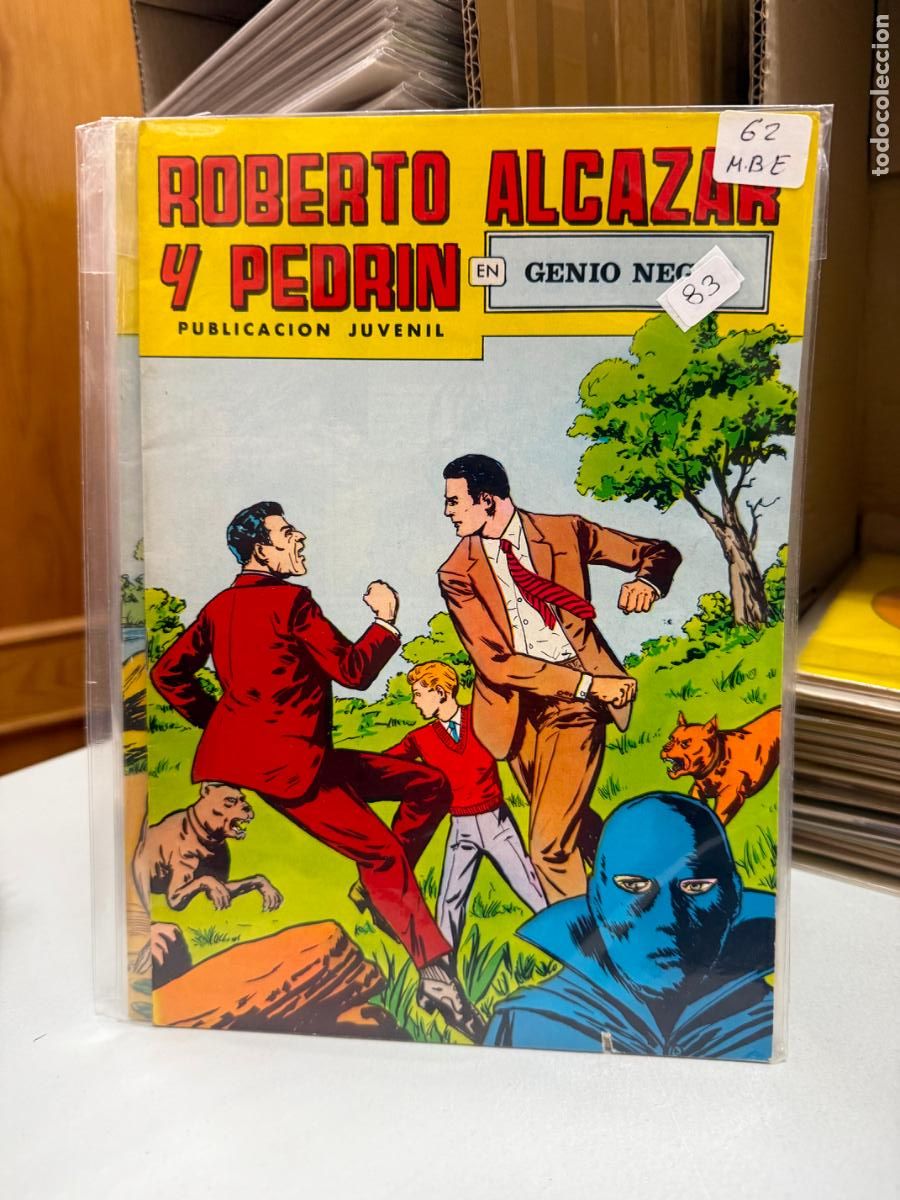 ROBERTO ALCAZAR
Y PEDRIN
EN
GENIO NEG
PUBLICACION JUVENIL
62
M.B E
83
todocoleccion